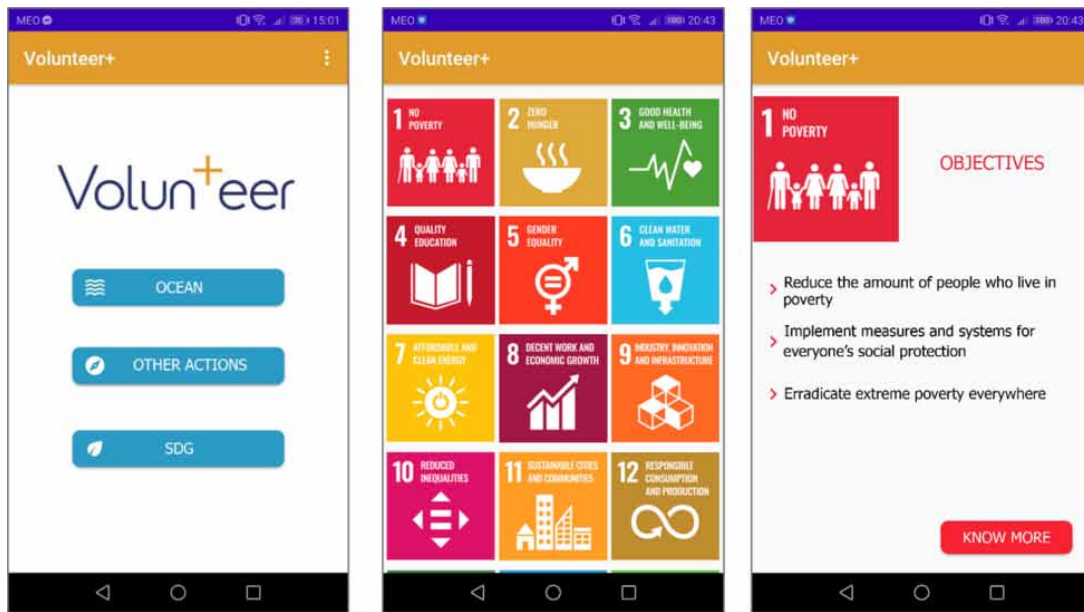 MEO 15:01
Volunteer+
Volun+eer
OCEAN
OTHER ACTIONS
SDG
MEO 20:43
Volunteer+
1 NO
POVERTY
2 ZERO
HUNGER
3 GOOD HEALTH
AND WELL-BEING
4 QUALITY
EDUCATION
5 GENDER
EQUALITY
6 CLEAN WATER
AND SANITATION
7 AFFORDABLE AND
CLEAN ENERGY
8 DECENT WORK AND
ECONOMIC GROWTH
9 INDUSTRY, INNOVATION
AND INFRASTRUCTURE
10 REDUCED
INEQUALITIES
11 SUSTAINABLE CITIES
AND COMMUNITIES
12 RESPONSIBLE
CONSUMPTION
AND PRODUCTION
MEO 20:43
Volunteer+
1 NO
POVERTY
OBJECTIVES
Reduce the amount of people who live in
poverty
Implement measures and systems for
everyone's social protection
Erradicate extreme poverty everywhere
KNOW MORE